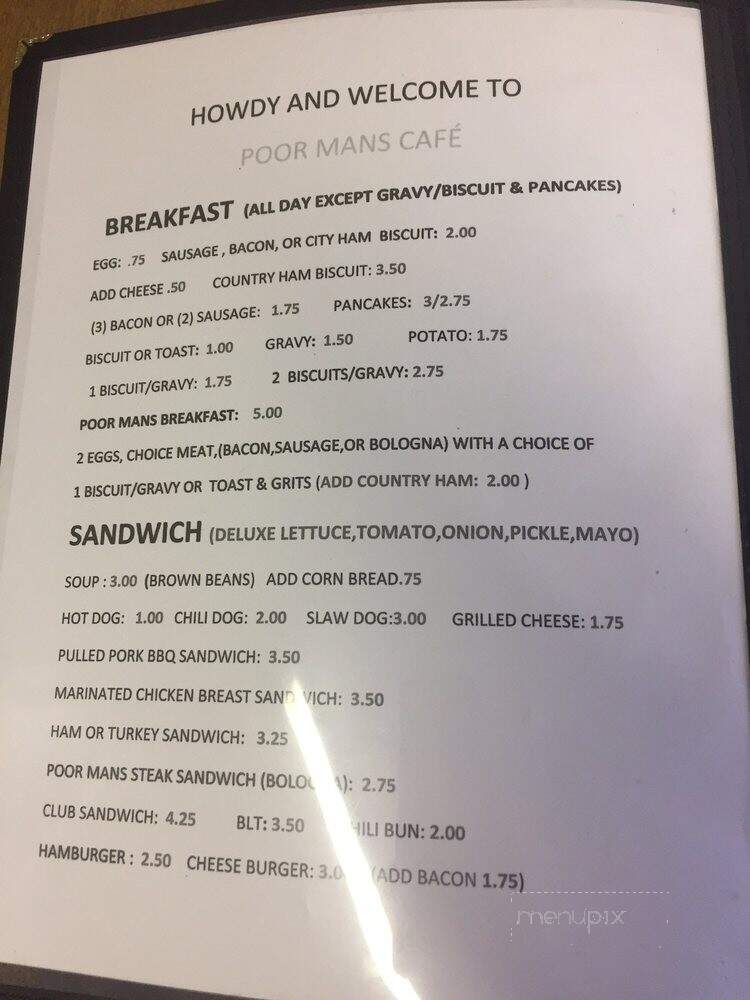 HOWDY AND WELCOME TO
POOR MANS CAFÉ
BREAKFAST (ALL DAY EXCEPT GRAVY/BISCUIT & PANCAKES)
EGG: .75 SAUSAGE , BACON, OR CITY HAM BISCUIT: 2.00
ADD CHEESE .50 COUNTRY HAM BISCUIT: 3.50
(3) BACON OR (2) SAUSAGE: 1.75 PANCAKES: 3/2.75
BISCUIT OR TOAST: 1.00 GRAVY: 1.50 POTATO: 1.75
1 BISCUIT/GRAVY: 1.75 2 BISCUITS/GRAVY: 2.75
POOR MANS BREAKFAST: 5.00
2 EGGS, CHOICE MEAT,(BACON,SAUSAGE,OR BOLOGNA) WITH A CHOICE OF
1 BISCUIT/GRAVY OR TOAST & GRITS (ADD COUNTRY HAM: 2.00 )
SANDWICH (DELUXE LETTUCE,TOMATO,ONION,PICKLE,MAYO)
SOUP : 3.00 (BROWN BEANS) ADD CORN BREAD.75
HOT DOG: 1.00 CHILI DOG: 2.00 SLAW DOG:3.00 GRILLED CHEESE: 1.75
PULLED PORK BBQ SANDWICH: 3.50
MARINATED CHICKEN BREAST SANDWICH: 3.50
HAM OR TURKEY SANDWICH: 3.25
POOR MANS STEAK SANDWICH (BOLOGNA): 2.75
CLUB SANDWICH: 4.25 BLT: 3.50 CHILI BUN: 2.00
HAMBURGER : 2.50 CHEESE BURGER: (ADD BACON 1.75)
menupix